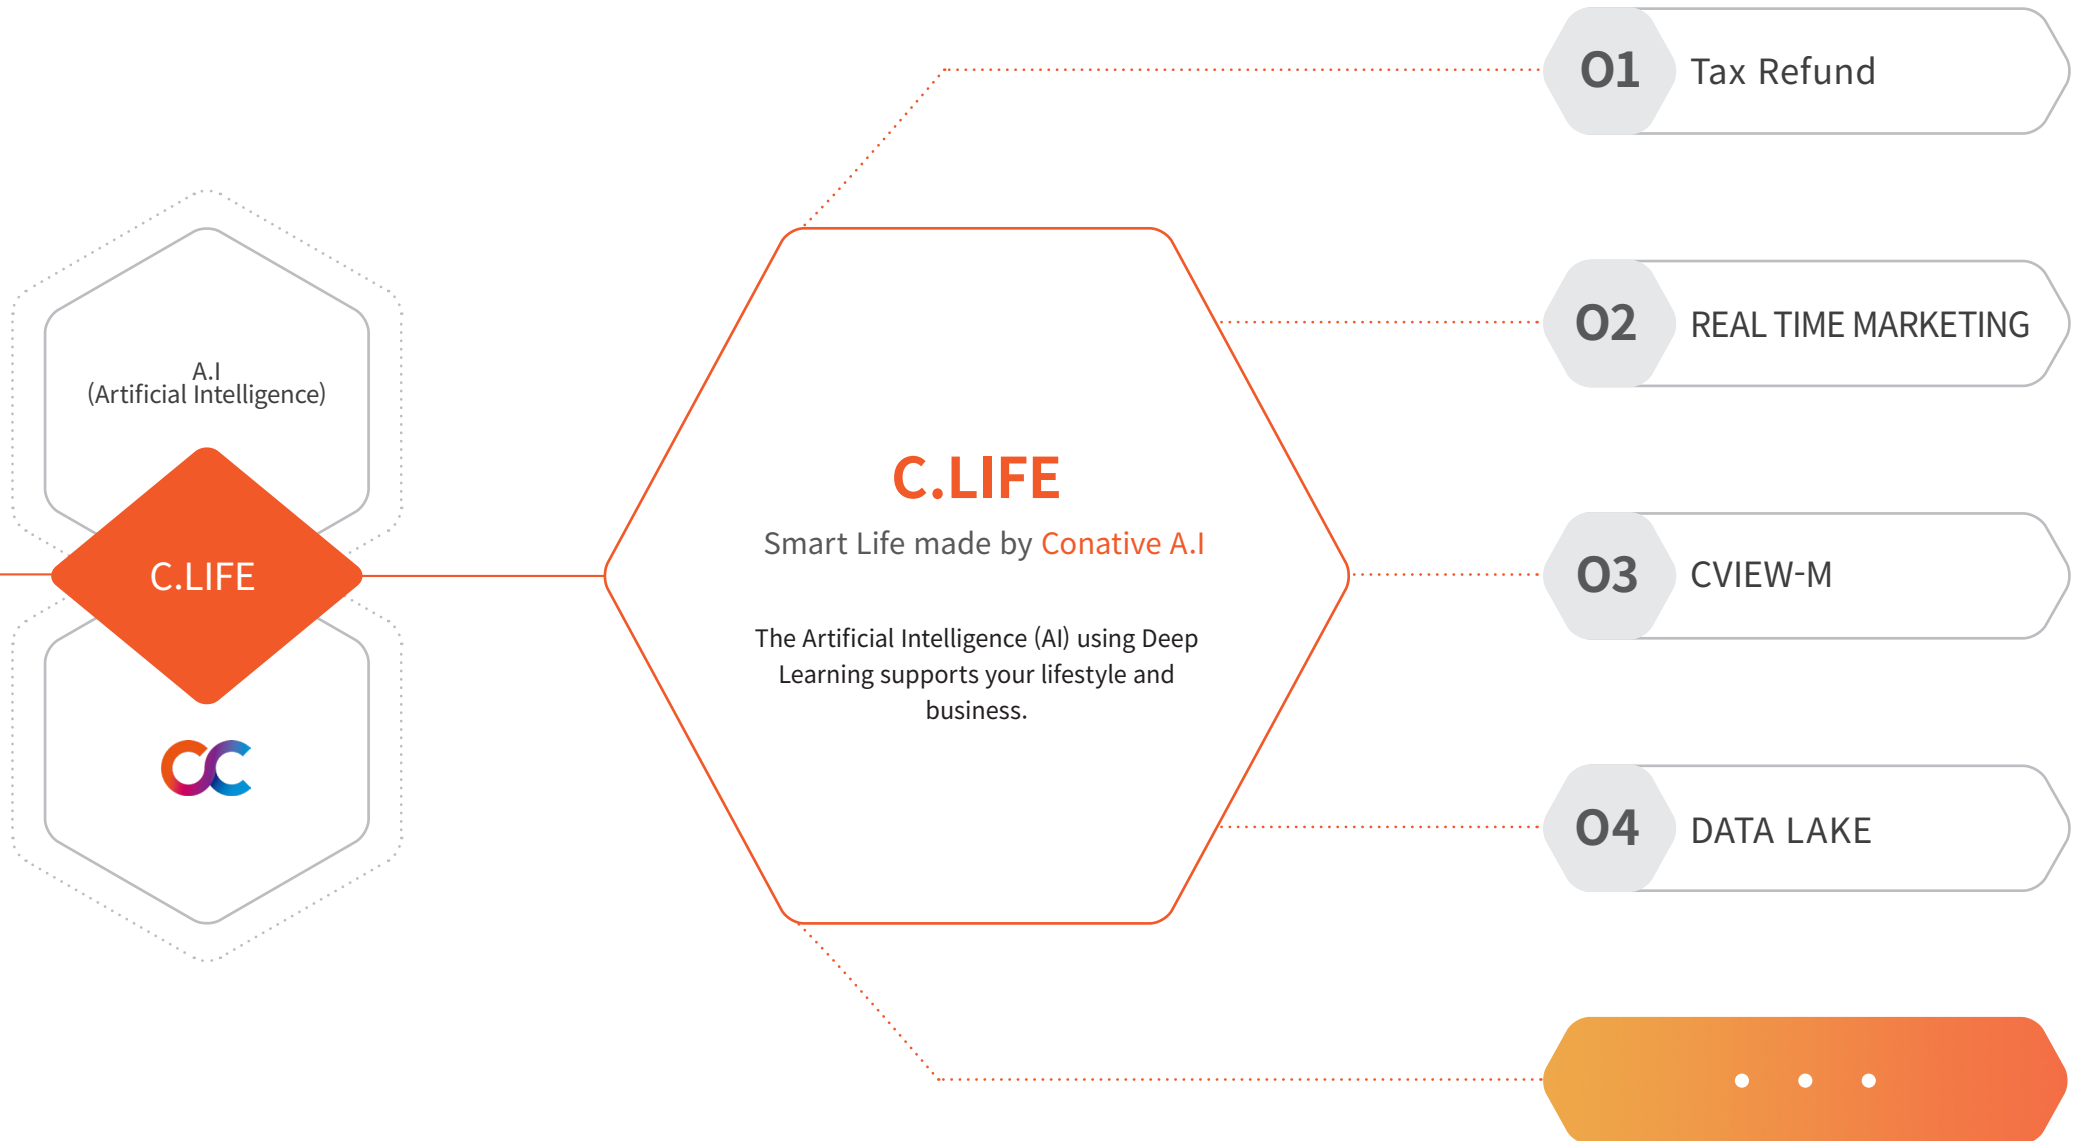 A.I
(Artificial Intelligence)
C.LIFE
C.LIFE
Smart Life made by Conative A.I
The Artificial Intelligence (AI) using Deep
Learning supports your lifestyle and
business.
01 Tax Refund
02 REAL TIME MARKETING
03 CVIEW-M
04 DATA LAKE